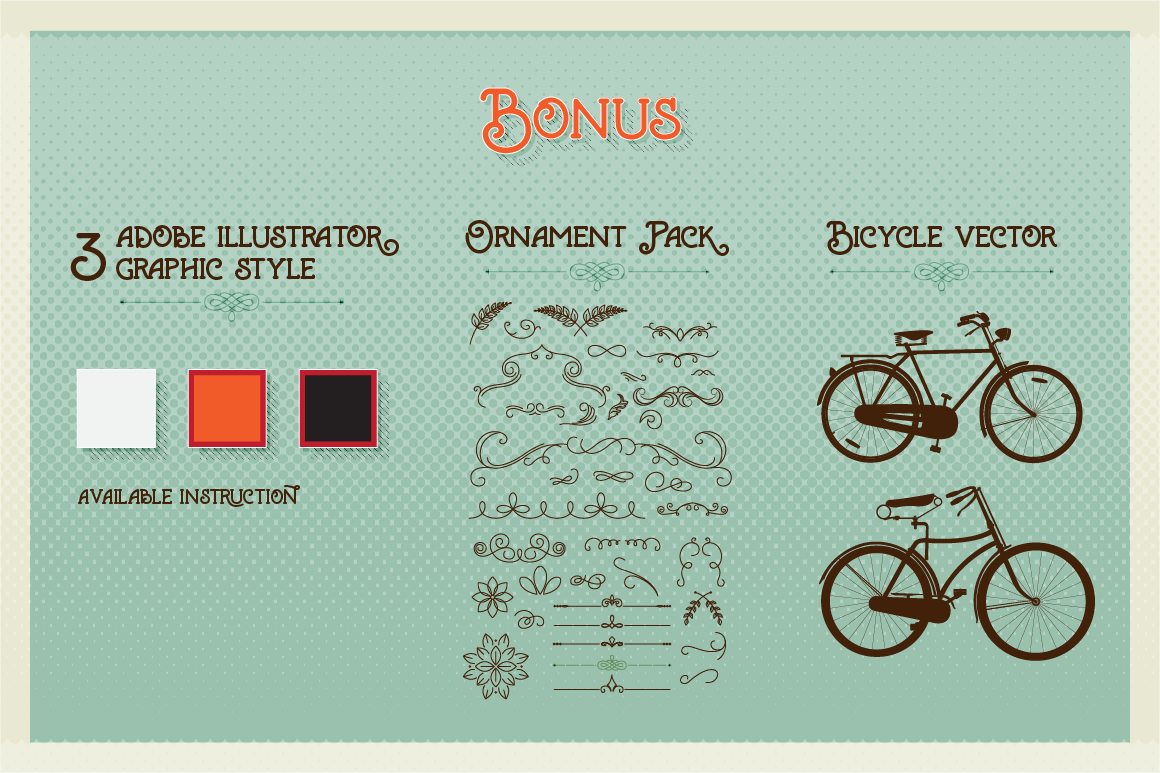 Bonus
3 ADOBE ILLUSTRATOR
GRAPHIC STYLE
AVAILABLE INSTRUCTION
Ornament Pack
Bicycle vector